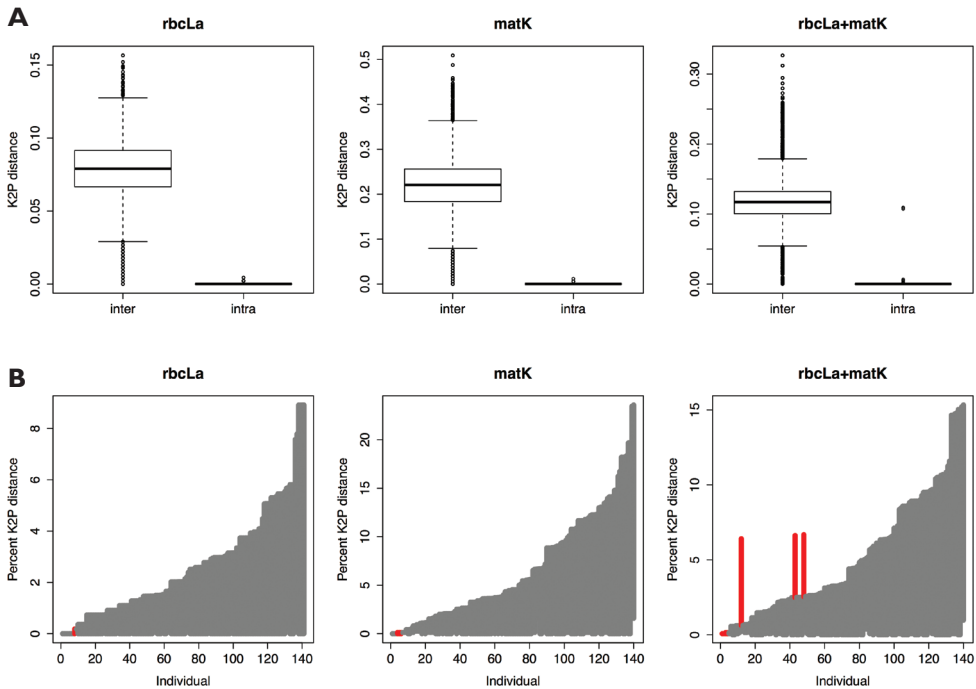 A
rbcLa
matK
rbcLa+matK
K2P distance
0.00
0.05
0.10
0.15
inter
intra
K2P distance
0.0
0.1
0.2
0.3
0.4
0.5
inter
intra
K2P distance
0.00
0.10
0.20
0.30
inter
intra
B
rbcLa
matK
rbcLa+matK
Percent K2P distance
0
2
4
6
8
0 20 40 60 80 100 120 140
Individual
Percent K2P distance
0
5
10
15
20
0 20 40 60 80 100 120 140
Individual
Percent K2P distance
0
5
10
15
0 20 40 60 80 100 120 140
Individual